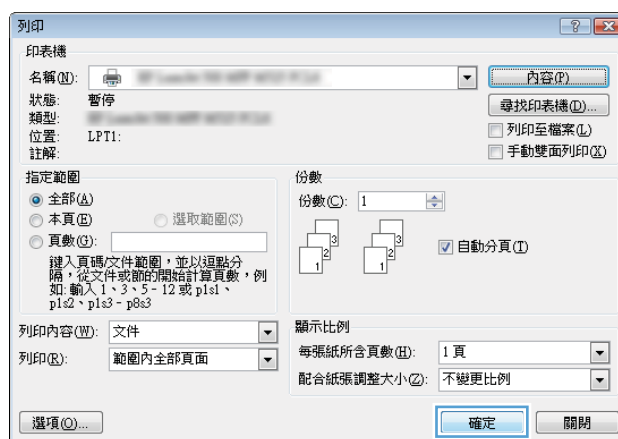 列印
印表機
名稱(N):
內容(P)
狀態: 暫停
尋找印表機(D)...
類型:
位置: LPT1:
列印至檔案(L)
註解:
手動雙面列印(X)
指定範圍
全部(A)
本頁(E) 選取範圍(S)
頁數(G):
鍵入頁碼/文件範圍，並以逗點分
隔，從文件或節的開始計算頁數，例
如: 輸入 1、3、5 - 12 或 p1s1、
p1s2、p1s3 - p8s3
份數
份數(C): 1
1 2 3 1 2 3
自動分頁(T)
列印內容(W): 文件
列印(R): 範圍內全部頁面
顯示比例
每張紙所含頁數(H): 1 頁
配合紙張調整大小(Z): 不變更比例
選項(O)... 確定 關閉